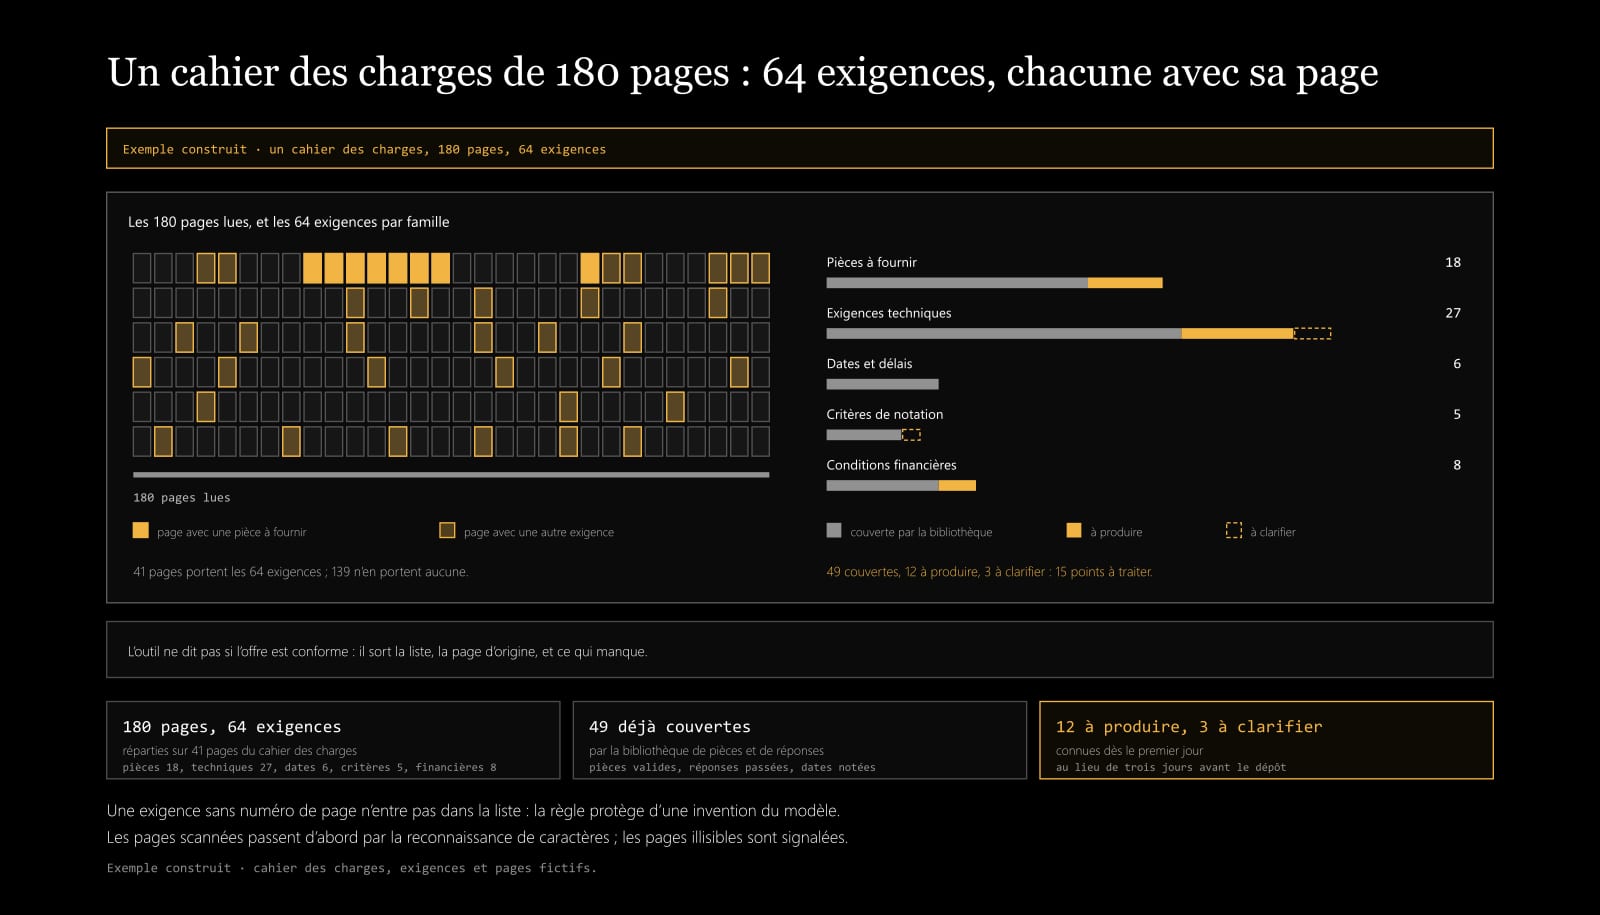 Un cahier des charges de 180 pages : 64 exigences, chacune avec sa page
Exemple construit · un cahier des charges, 180 pages, 64 exigences
Les 180 pages lues, et les 64 exigences par famille
180 pages lues
page avec une pièce à fournir
page avec une autre exigence
41 pages portent les 64 exigences ; 139 n'en portent aucune.
Pièces à fournir 18
Exigences techniques 27
Dates et délais 6
Critères de notation 5
Conditions financières 8
couverte par la bibliothèque
à produire
à clarifier
49 couvertes, 12 à produire, 3 à clarifier : 15 points à traiter.
L'outil ne dit pas si l'offre est conforme : il sort la liste, la page d'origine, et ce qui manque.
180 pages, 64 exigences
réparties sur 41 pages du cahier des charges
pièces 18, techniques 27, dates 6, critères 5, financières 8
49 déjà couvertes
par la bibliothèque de pièces et de réponses
pièces valides, réponses passées, dates notées
12 à produire, 3 à clarifier
connues dès le premier jour
au lieu de trois jours avant le dépôt
Une exigence sans numéro de page n'entre pas dans la liste : la règle protège d'une invention du modèle.
Les pages scannées passent d'abord par la reconnaissance de caractères ; les pages illisibles sont signalées.
Exemple construit · cahier des charges, exigences et pages fictifs.